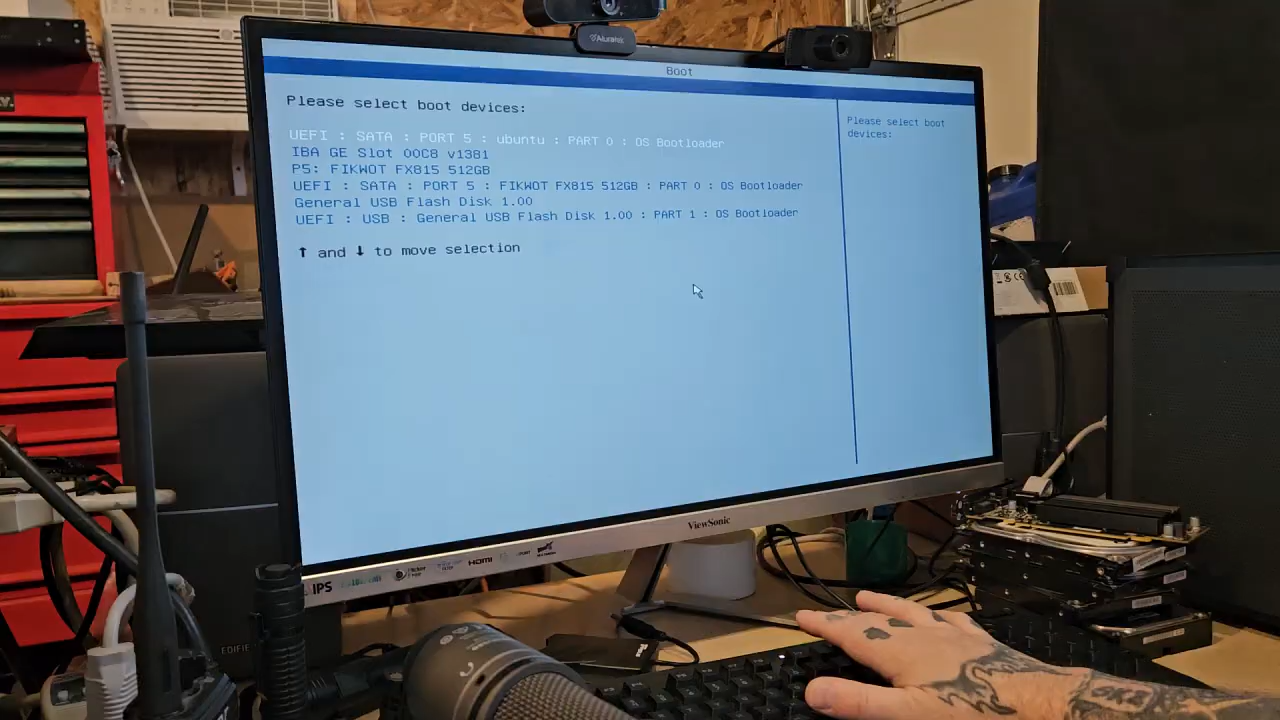 Aluratek
Boot
Please select boot devices:
UEFI : SATA : PORT 5 : ubuntu : PART 0 : OS Bootloader
IBA GE Slot 00C8 v1381
P5: FIKWOT FX815 512GB
UEFI : SATA : PORT 5 : FIKWOT FX815 512GB : PART 0 : OS Bootloader
General USB Flash Disk 1.00
UEFI : USB : General USB Flash Disk 1.00 : PART 1 : OS Bootloader
↑ and ↓ to move selection
Please select boot
devices:
ViewSonic
IPS
HDMI
EDIFIE